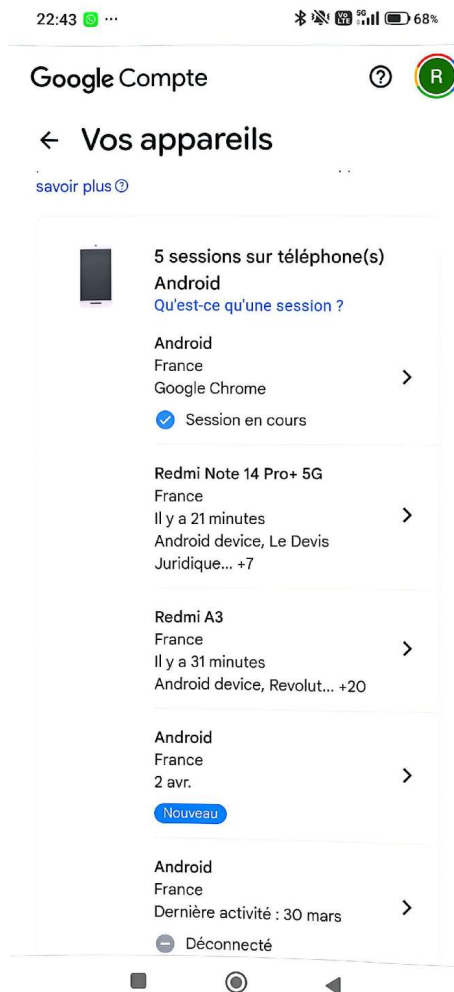 22:43 ... 5G 68%
Google Compte
R
Vos appareils
savoir plus
5 sessions sur téléphone(s)
Android
Qu'est-ce qu'une session ?
Android
France
Google Chrome
Session en cours
Redmi Note 14 Pro+ 5G
France
Il y a 21 minutes
Android device, Le Devis
Juridique... +7
Redmi A3
France
Il y a 31 minutes
Android device, Revolut... +20
Android
France
2 avr.
Nouveau
Android
France
Dernière activité : 30 mars
Déconnecté